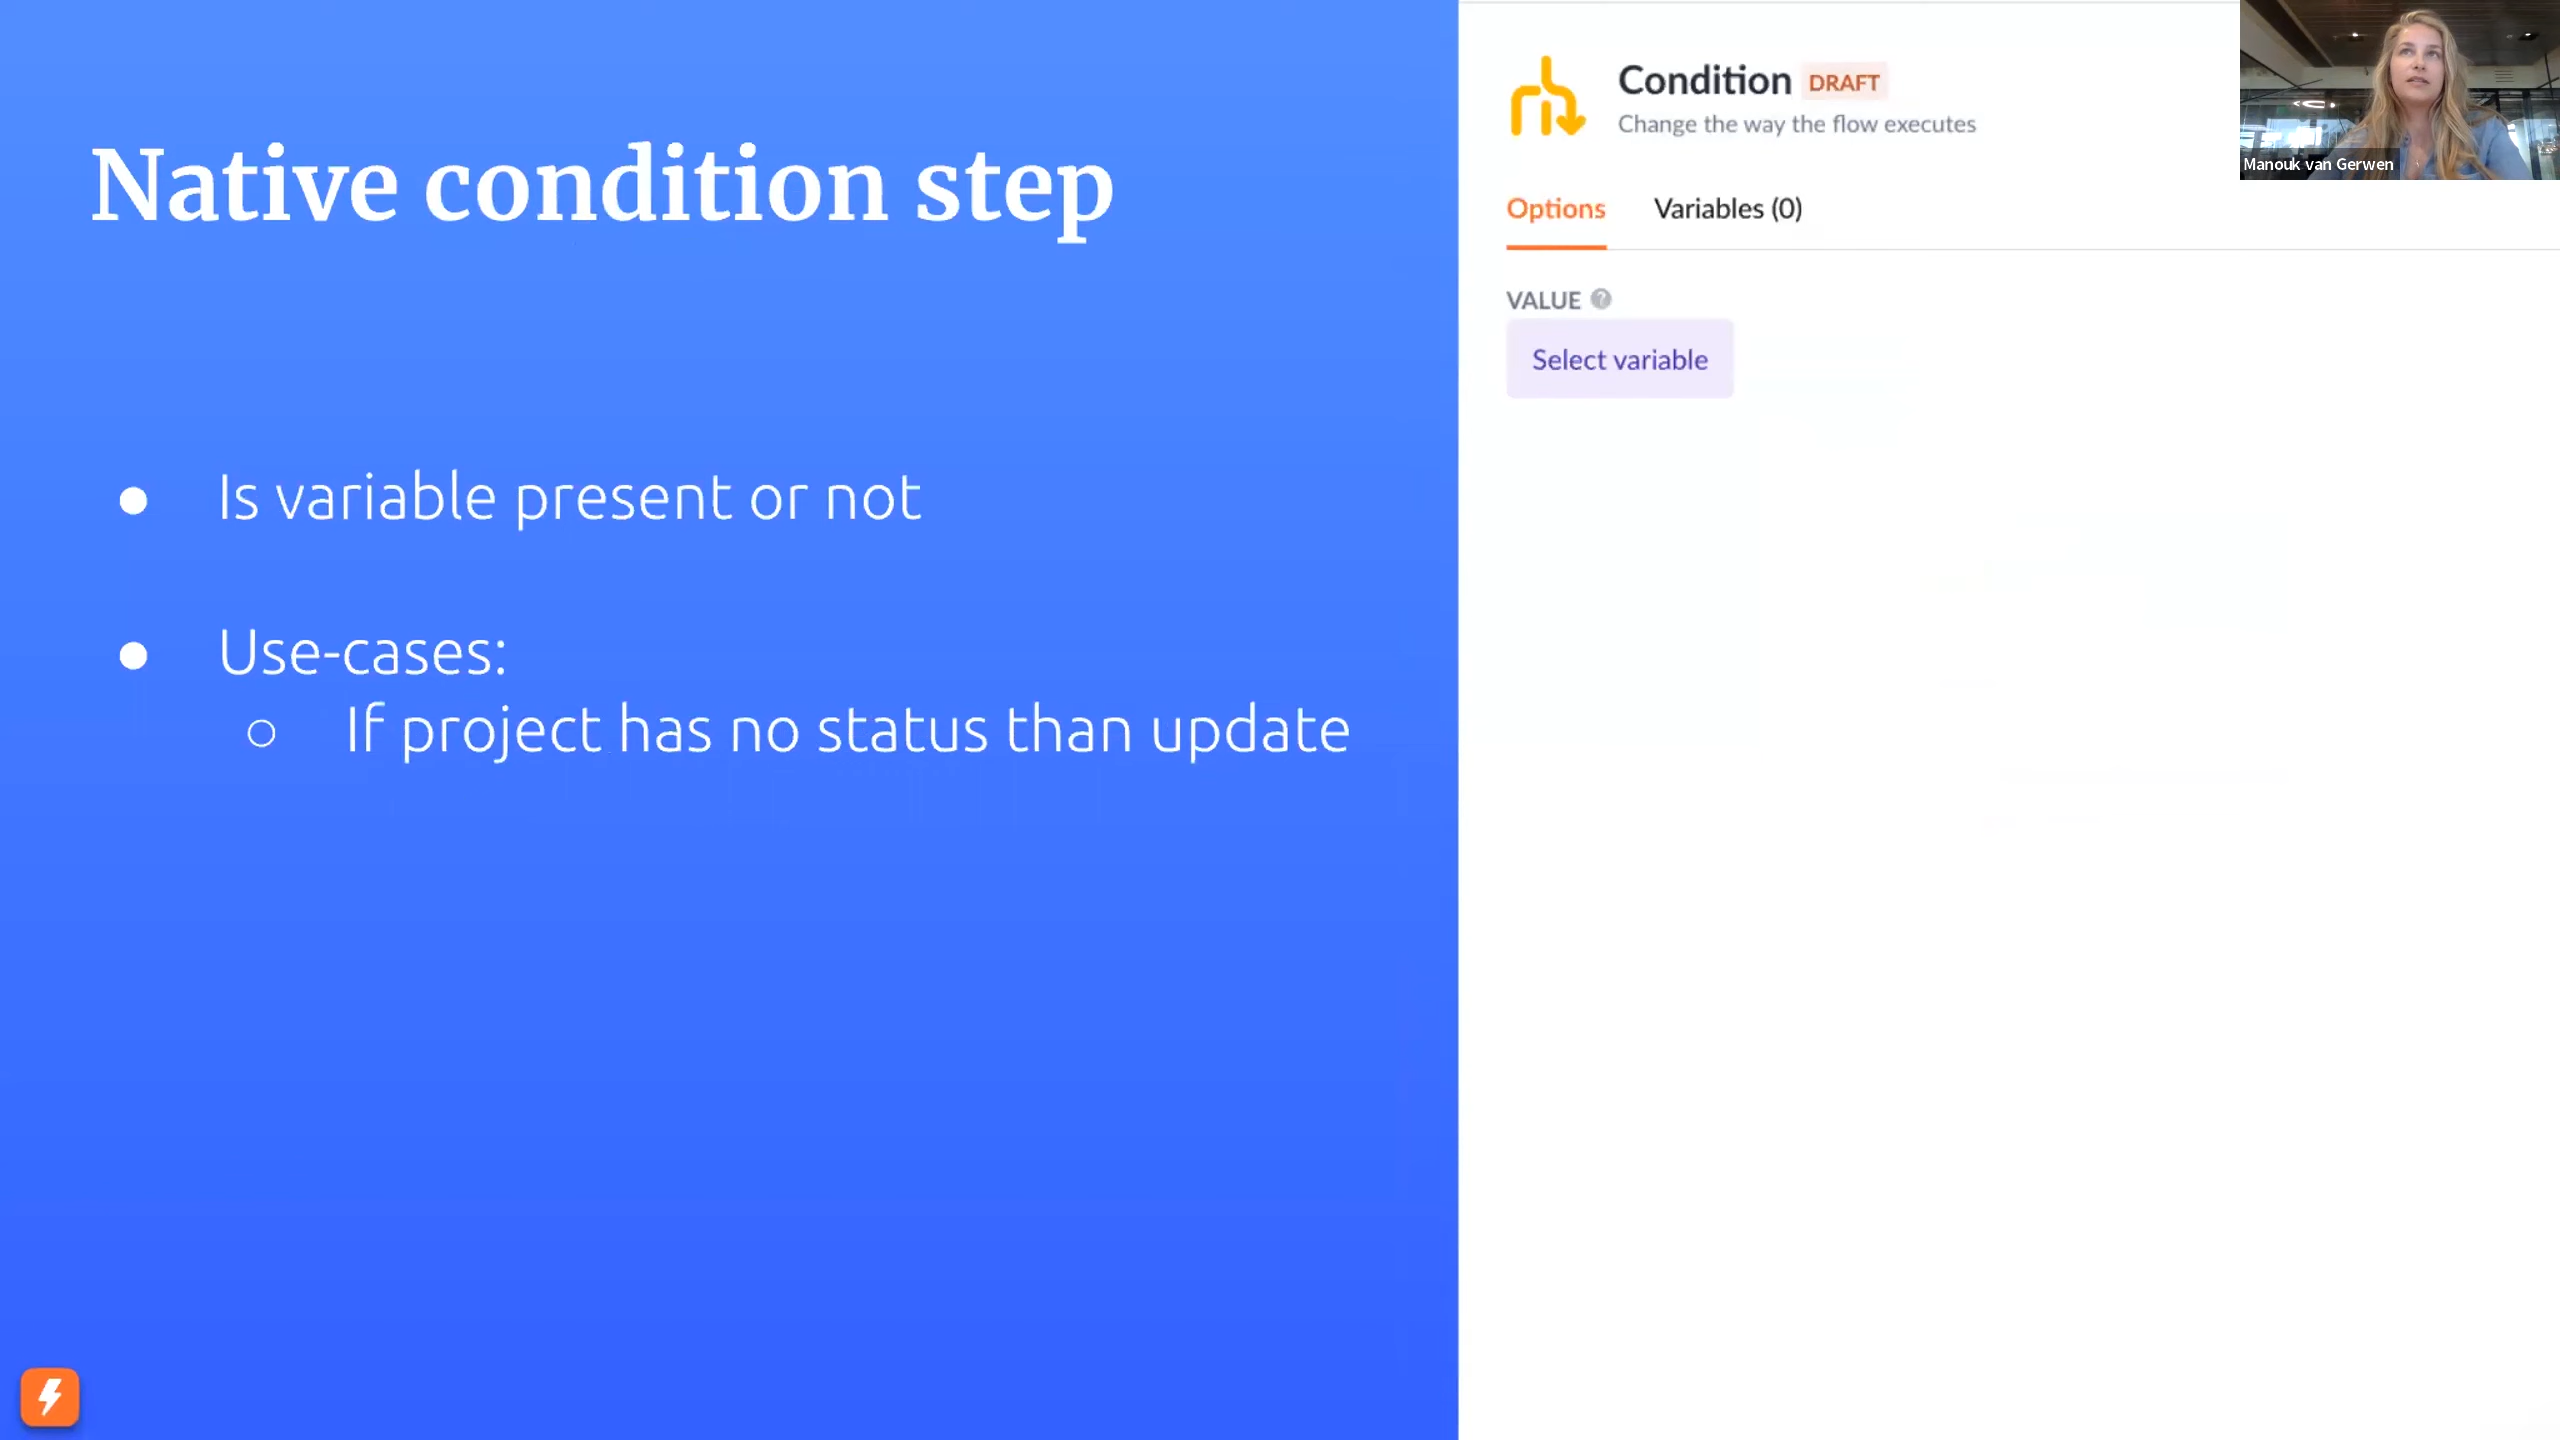 Native condition step
● Is variable present or not
● Use-cases:
○ If project has no status than update
Condition DRAFT
Change the way the flow executes
Options Variables (0)
VALUE ?
Select variable
Manouk van Gerwen